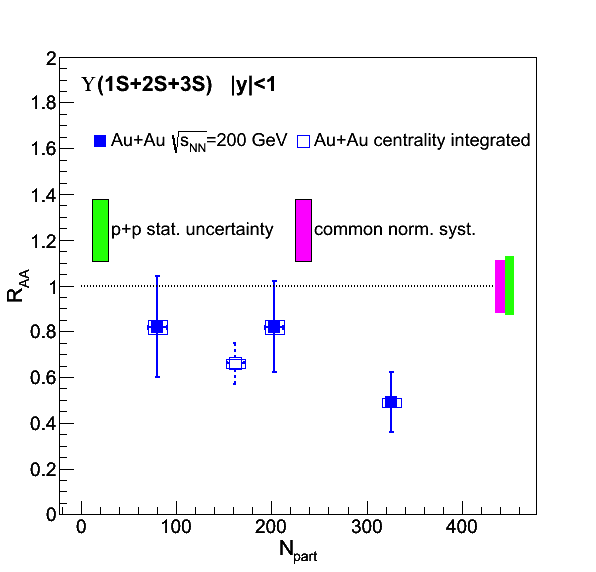 2
Υ(1S+2S+3S) |y|<1
1.8
1.6
Au+Au √sNN=200 GeV
Au+Au centrality integrated
1.4
p+p stat. uncertainty
common norm. syst.
1.2
1
0.8
0.6
0.4
0.2
0
RAA
0 100 200 300 400
Npart